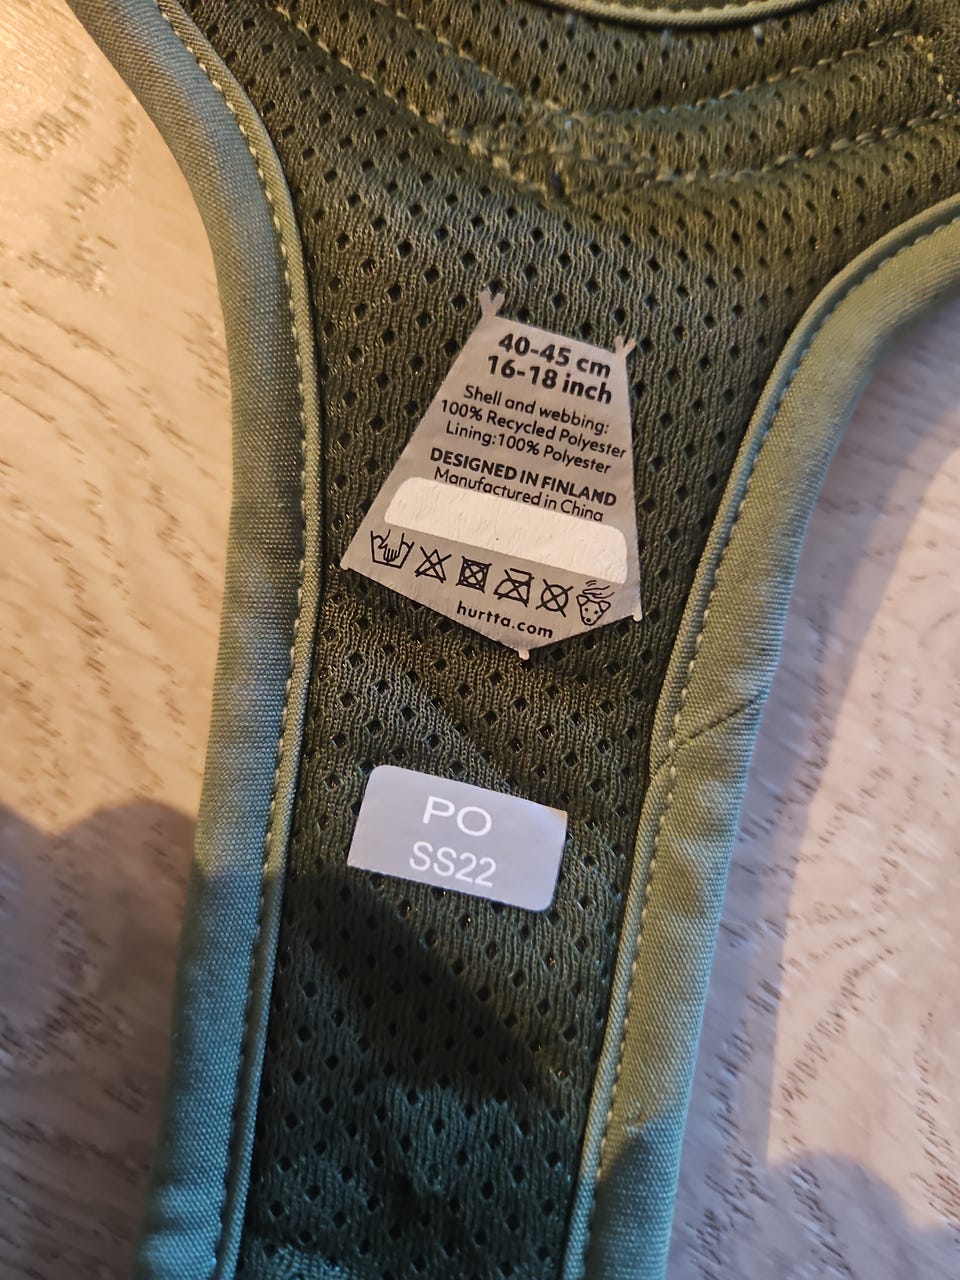 40-45 cm
16-18 inch
Shell and webbing:
100% Recycled Polyester
Lining:100% Polyester
DESIGNED IN FINLAND
Manufactured in China
hurtta.com
PO
SS22